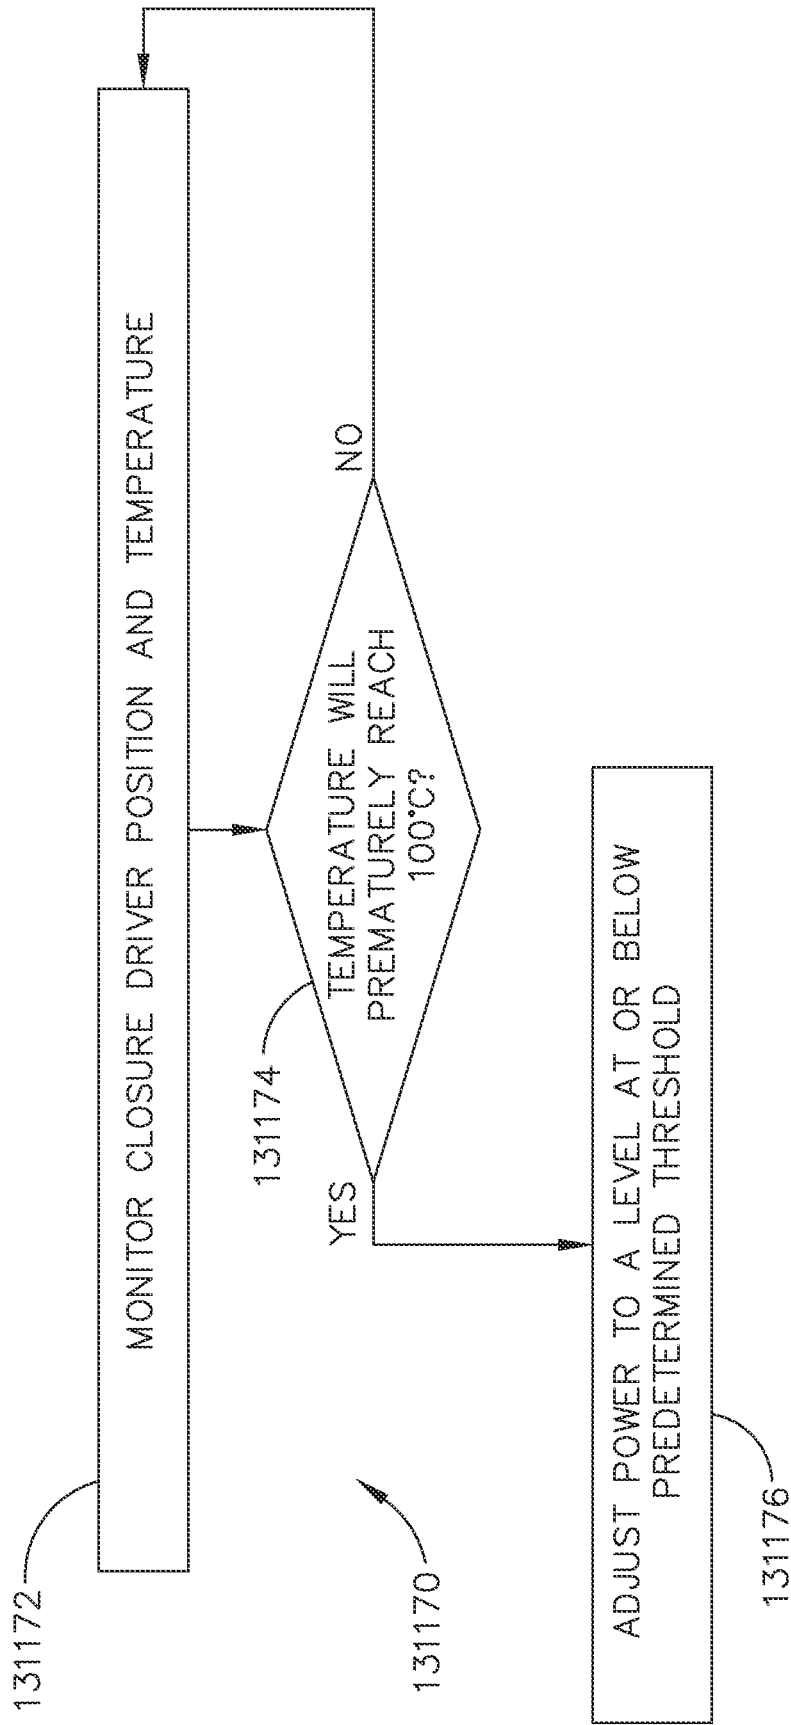 131172
MONITOR CLOSURE DRIVER POSITION AND TEMPERATURE
131174
TEMPERATURE WILL
PREMATURELY REACH
100°C?
YES
NO
131170
ADJUST POWER TO A LEVEL AT OR BELOW
PREDETERMINED THRESHOLD
131176